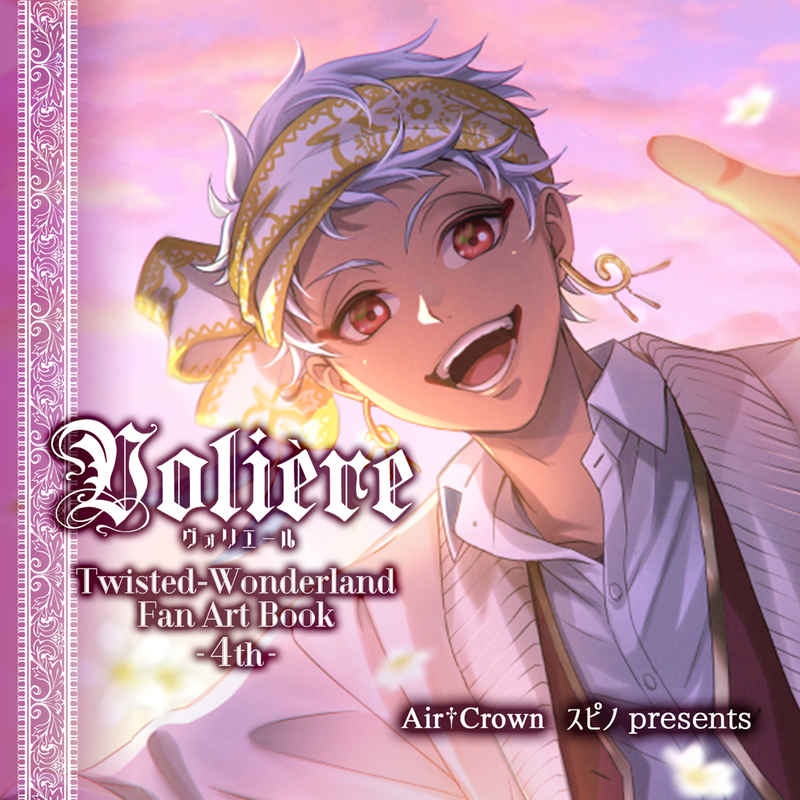 Volière
ヴォリエール
Twisted-Wonderland
Fan Art Book
-4th-
Air†Crown スピノ presents